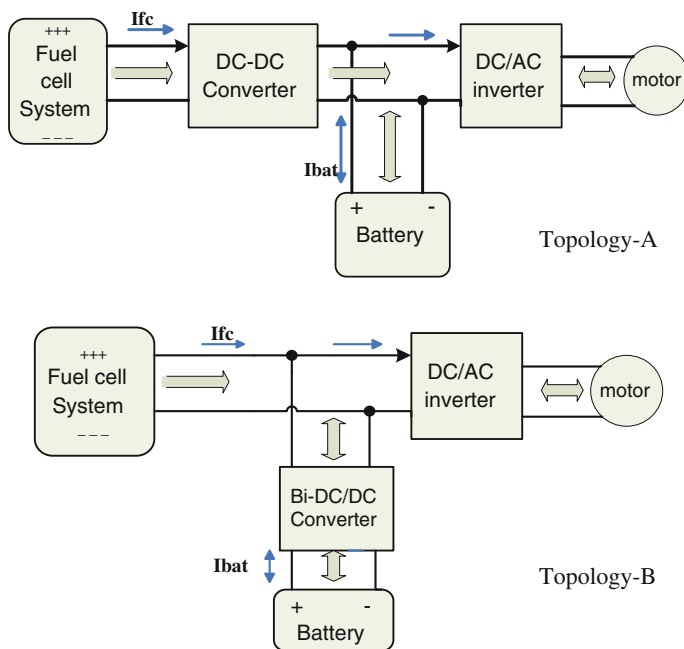 +++
Fuel
cell
System
– – –
Ifc
DC-DC
Converter
DC/AC
inverter
motor
Ibat
+ -
Battery
Topology-A
+++
Fuel cell
System
– – –
Ifc
DC/AC
inverter
motor
Bi-DC/DC
Converter
Ibat
+ -
Battery
Topology-B